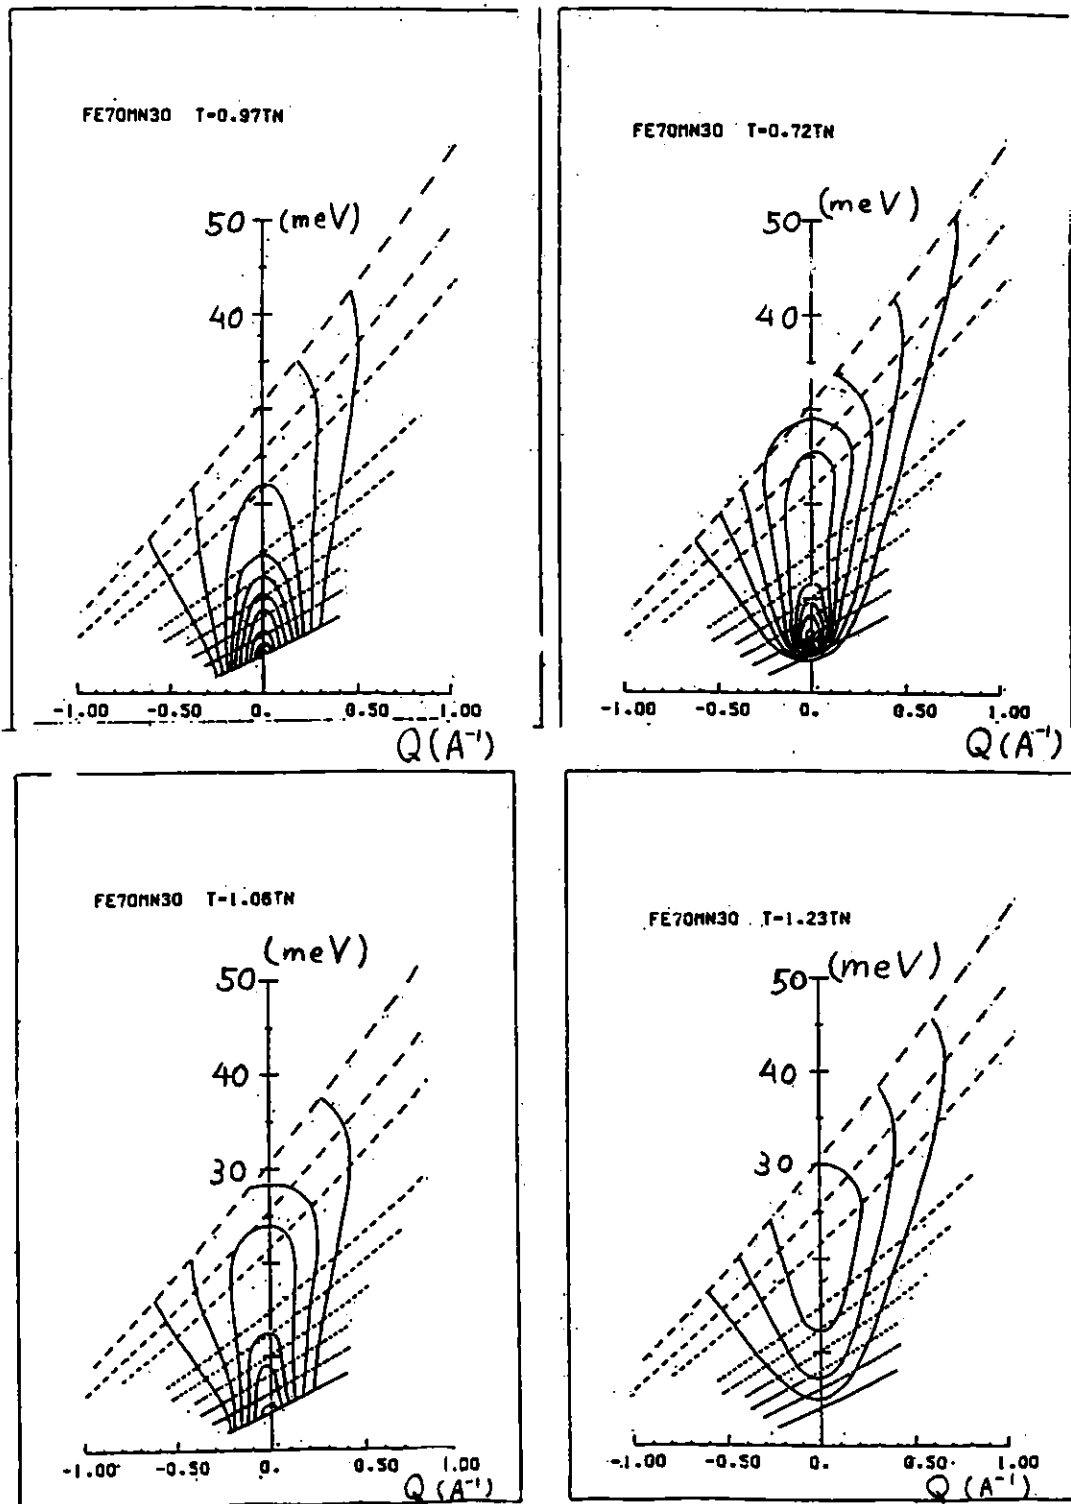 FE70MN30 T=0.97TN
50 (meV)
40
-1.00 -0.50 0. 0.50 1.00
Q (A⁻¹)
FE70MN30 T=0.72TN
50 (meV)
40
-1.00 -0.50 0. 0.50 1.00
Q (A⁻¹)
FE70MN30 T=1.06TN
(meV)
50
40
30
-1.00 -0.50 0. 0.50 1.00
Q (A⁻¹)
FE70MN30 T=1.23TN
50 (meV)
40
30
-1.00 -0.50 0. 0.50 1.00
Q (A⁻¹)